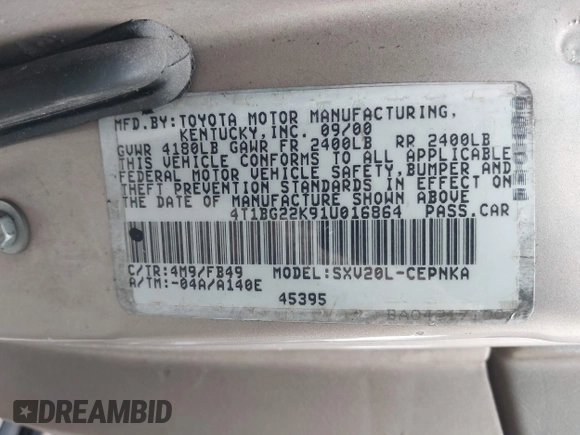 MFD.BY:TOYOTA MOTOR MANUFACTURING,
KENTUCKY,INC. 09/00
GVWR 4180LB GAWR FR 2400LB RR 2400LB
THIS VEHICLE CONFORMS TO ALL APPLICABLE
FEDERAL MOTOR VEHICLE SAFETY,BUMPER AND
THEFT PREVENTION STANDARDS IN EFFECT ON
THE DATE OF MANUFACTURE SHOWN ABOVE.
4T1BG22K91U016864 PASS.CAR
C/TR:4M9/FB49 MODEL:SXV20L-CEPNKA
A/TM:-04A/A140E
45395
DREAMBID